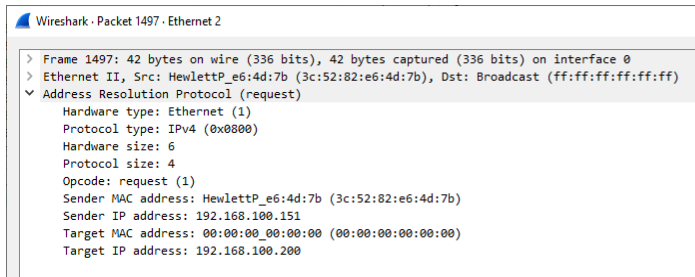 Wireshark · Packet 1497 · Ethernet 2
> Frame 1497: 42 bytes on wire (336 bits), 42 bytes captured (336 bits) on interface 0
> Ethernet II, Src: HewlettP_e6:4d:7b (3c:52:82:e6:4d:7b), Dst: Broadcast (ff:ff:ff:ff:ff:ff)
Address Resolution Protocol (request)
Hardware type: Ethernet (1)
Protocol type: IPv4 (0x0800)
Hardware size: 6
Protocol size: 4
Opcode: request (1)
Sender MAC address: HewlettP_e6:4d:7b (3c:52:82:e6:4d:7b)
Sender IP address: 192.168.100.151
Target MAC address: 00:00:00_00:00:00 (00:00:00:00:00:00)
Target IP address: 192.168.100.200